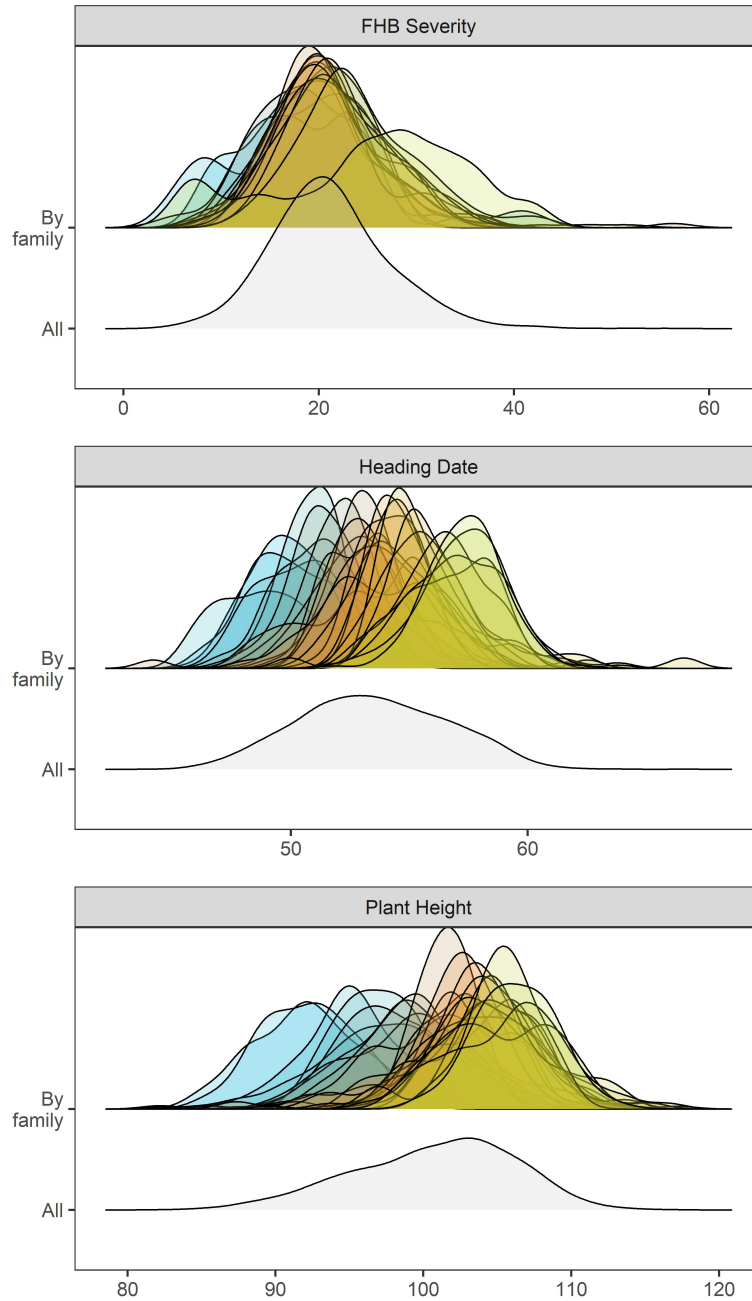 FHB Severity
By
family
All
0 20 40 60
Heading Date
By
family
All
50 60
Plant Height
By
family
All
80 90 100 110 120